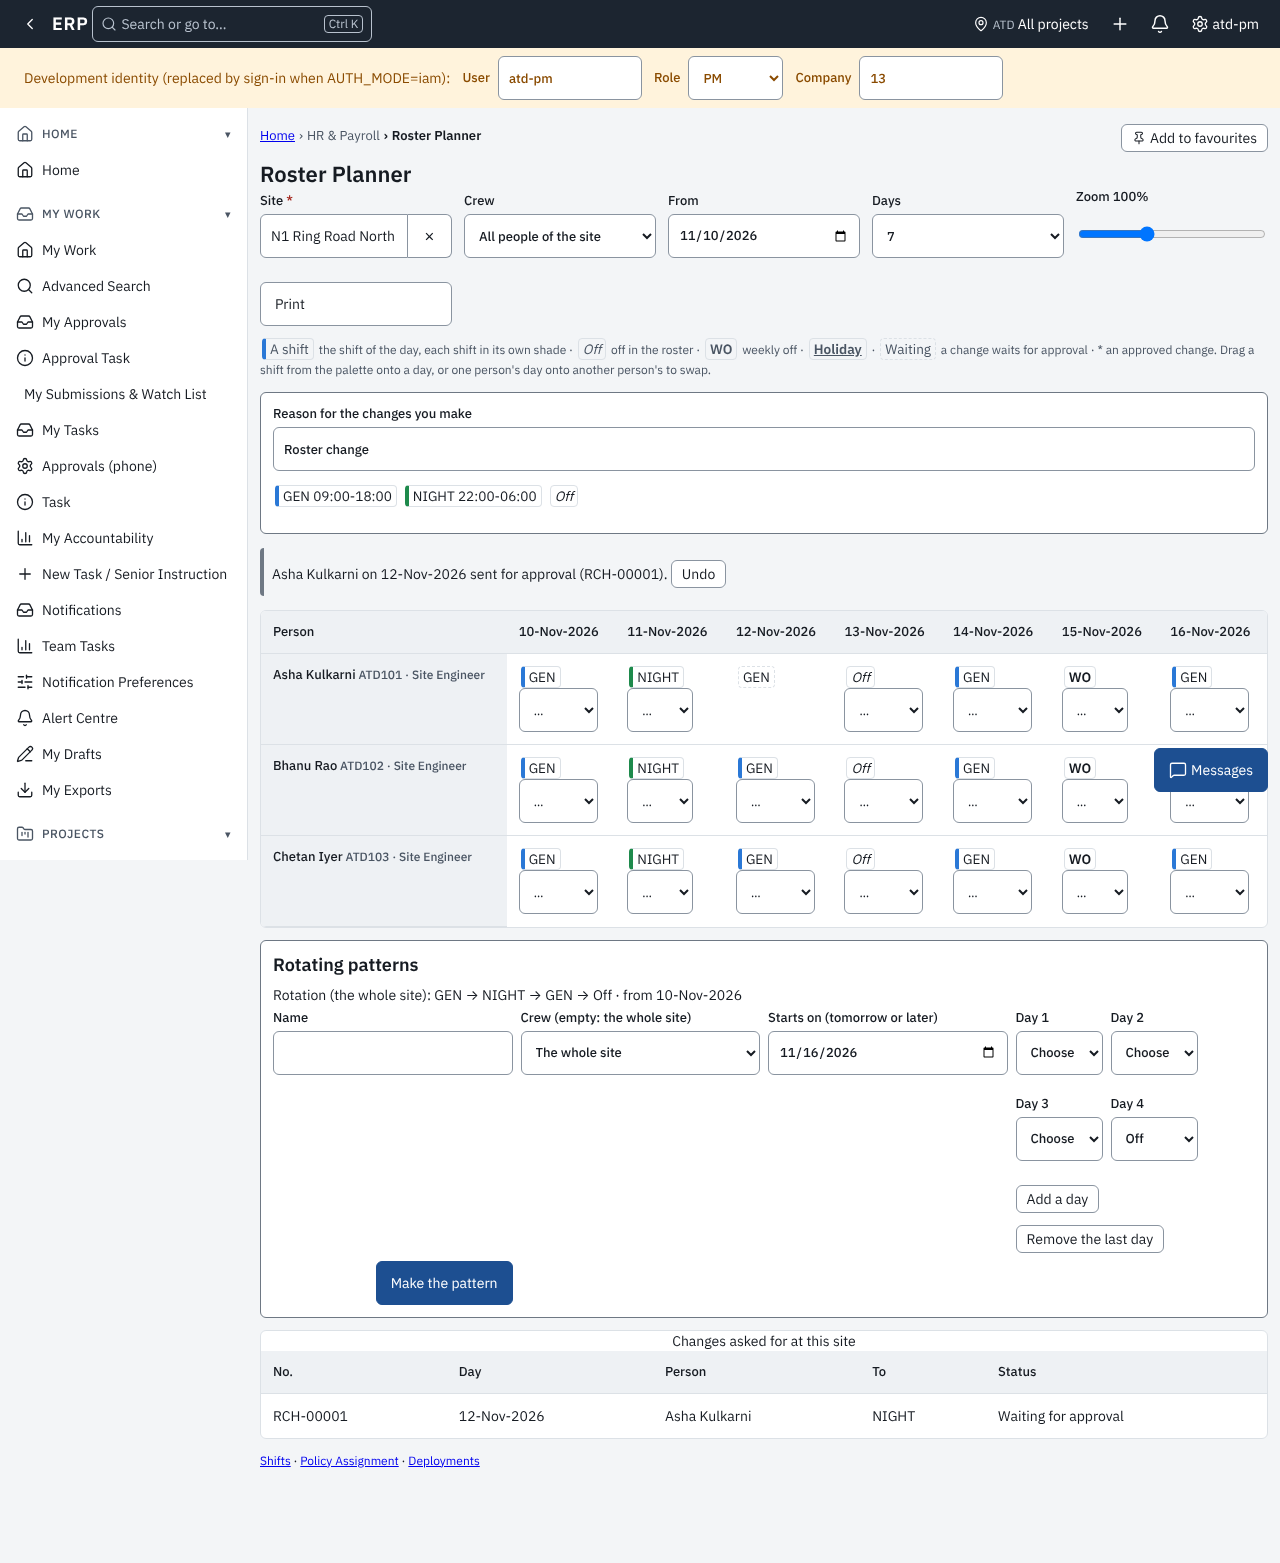 ERP
Search or go to...
Ctrl K
ATD All projects
atd-pm
Development identity (replaced by sign-in when AUTH_MODE=iam):
User
atd-pm
Role
PM
Company
13
HOME
Home
MY WORK
My Work
Advanced Search
My Approvals
Approval Task
My Submissions & Watch List
My Tasks
Approvals (phone)
Task
My Accountability
New Task / Senior Instruction
Notifications
Team Tasks
Notification Preferences
Alert Centre
My Drafts
My Exports
PROJECTS
Home › HR & Payroll › Roster Planner
Add to favourites
Roster Planner
Site *
N1 Ring Road North
×
Crew
All people of the site
From
11/10/2026
Days
7
Zoom 100%
Print
A shift the shift of the day, each shift in its own shade · Off off in the roster · WO weekly off · Holiday · Waiting a change waits for approval · * an approved change. Drag a
shift from the palette onto a day, or one person's day onto another person's to swap.
Reason for the changes you make
Roster change
GEN 09:00-18:00 NIGHT 22:00-06:00 Off
Asha Kulkarni on 12-Nov-2026 sent for approval (RCH-00001). Undo
Person 10-Nov-2026 11-Nov-2026 12-Nov-2026 13-Nov-2026 14-Nov-2026 15-Nov-2026 16-Nov-2026
Asha Kulkarni ATD101 · Site Engineer GEN NIGHT GEN Off GEN WO GEN
... ... ... ... ... ...
Bhanu Rao ATD102 · Site Engineer GEN NIGHT GEN Off GEN WO
Messages
... ... ... ... ... ... ...
Chetan Iyer ATD103 · Site Engineer GEN NIGHT GEN Off GEN WO GEN
... ... ... ... ... ... ...
Rotating patterns
Rotation (the whole site): GEN → NIGHT → GEN → Off · from 10-Nov-2026
Name
Crew (empty: the whole site)
The whole site
Starts on (tomorrow or later)
11/16/2026
Day 1
Choose
Day 2
Choose
Day 3
Choose
Day 4
Off
Add a day
Remove the last day
Make the pattern
Changes asked for at this site
No. Day Person To Status
RCH-00001 12-Nov-2026 Asha Kulkarni NIGHT Waiting for approval
Shifts · Policy Assignment · Deployments